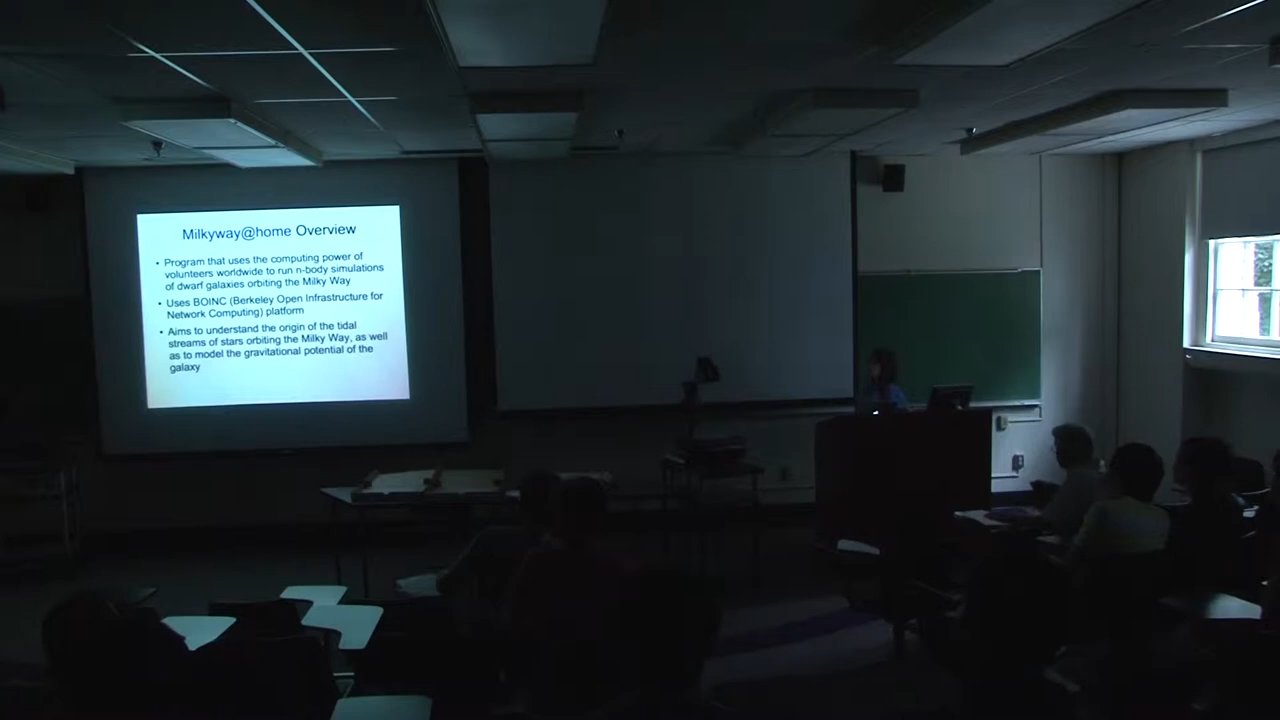 Milkyway@home Overview
• Program that uses the computing power of
volunteers worldwide to run n-body simulations
of dwarf galaxies orbiting the Milky Way
• Uses BOINC (Berkeley Open Infrastructure for
Network Computing) platform
• Aims to understand the origin of the tidal
streams of stars orbiting the Milky Way, as well
as to model the gravitational potential of the
galaxy